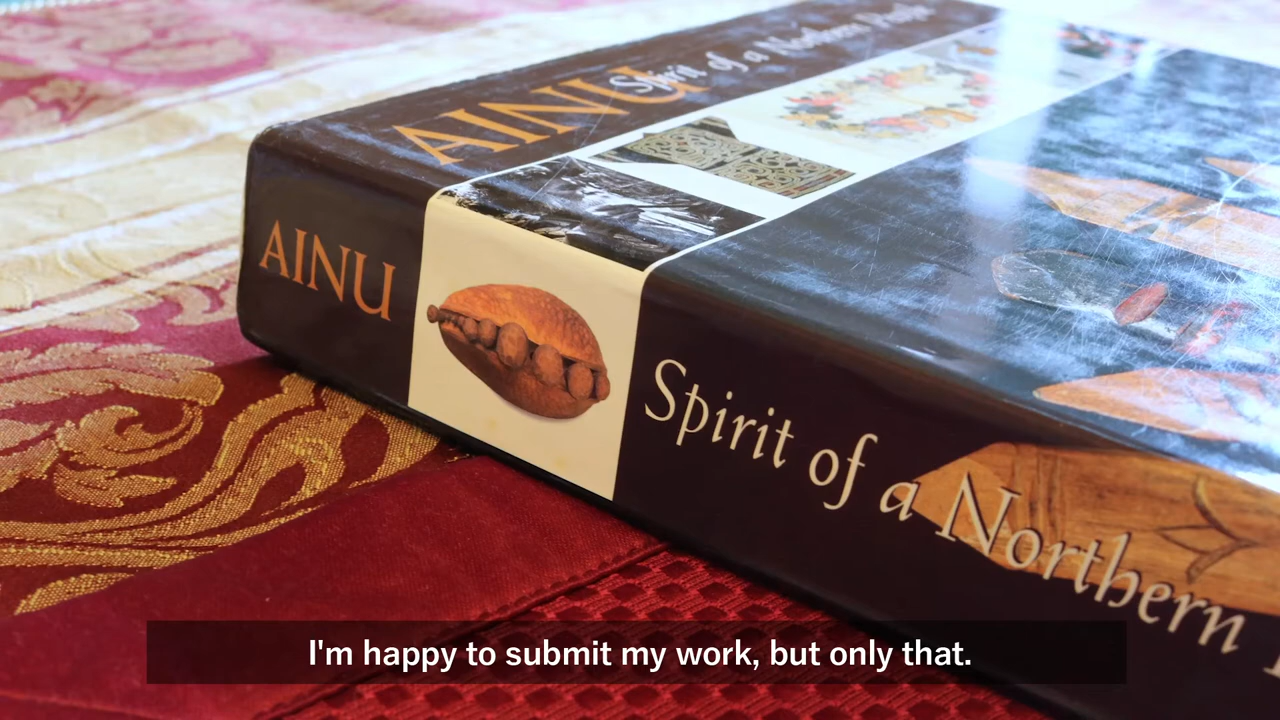 AINU
Spirit of a Northern People
AINU
Spirit of a Northern
I'm happy to submit my work, but only that.